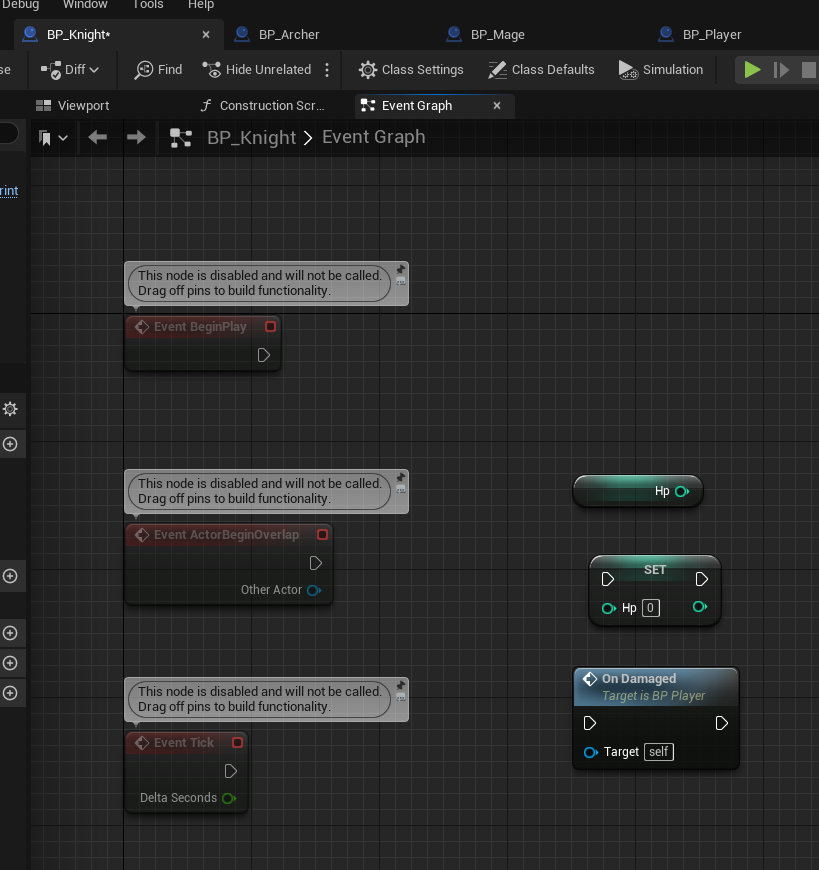 Debug Window Tools Help
BP_Knight* BP_Archer BP_Mage BP_Player
se Diff Find Hide Unrelated Class Settings Class Defaults Simulation
Viewport Construction Scr... Event Graph
BP_Knight > Event Graph
rint
This node is disabled and will not be called.
Drag off pins to build functionality.
Event BeginPlay
This node is disabled and will not be called.
Drag off pins to build functionality.
Event ActorBeginOverlap
Other Actor
Hp
SET
Hp 0
This node is disabled and will not be called.
Drag off pins to build functionality.
Event Tick
Delta Seconds
On Damaged
Target is BP Player
Target self